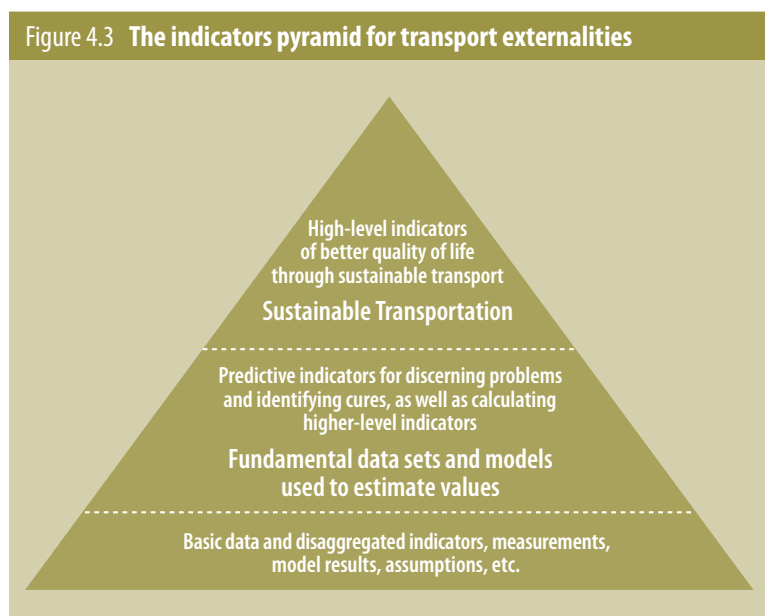 Figure 4.3 The indicators pyramid for transport externalities
High-level indicators
of better quality of life
through sustainable transport
Sustainable Transportation
Predictive indicators for discerning problems
and identifying cures, as well as calculating
higher-level indicators
Fundamental data sets and models
used to estimate values
Basic data and disaggregated indicators, measurements,
model results, assumptions, etc.